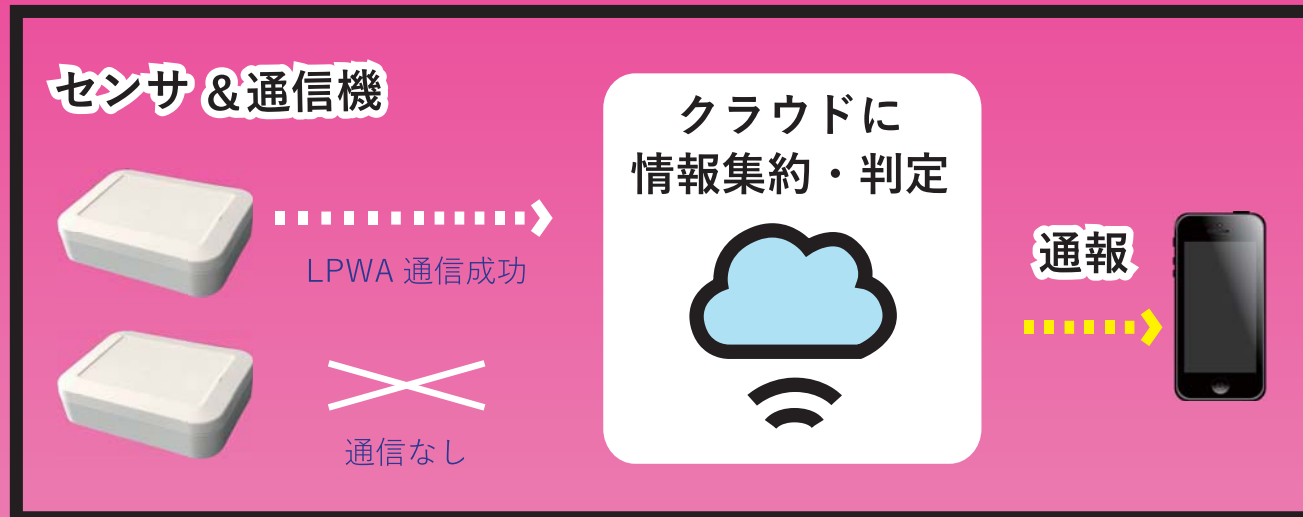 センサ &通信機
クラウドに
情報集約・判定
LPWA 通信成功
通報
通信なし